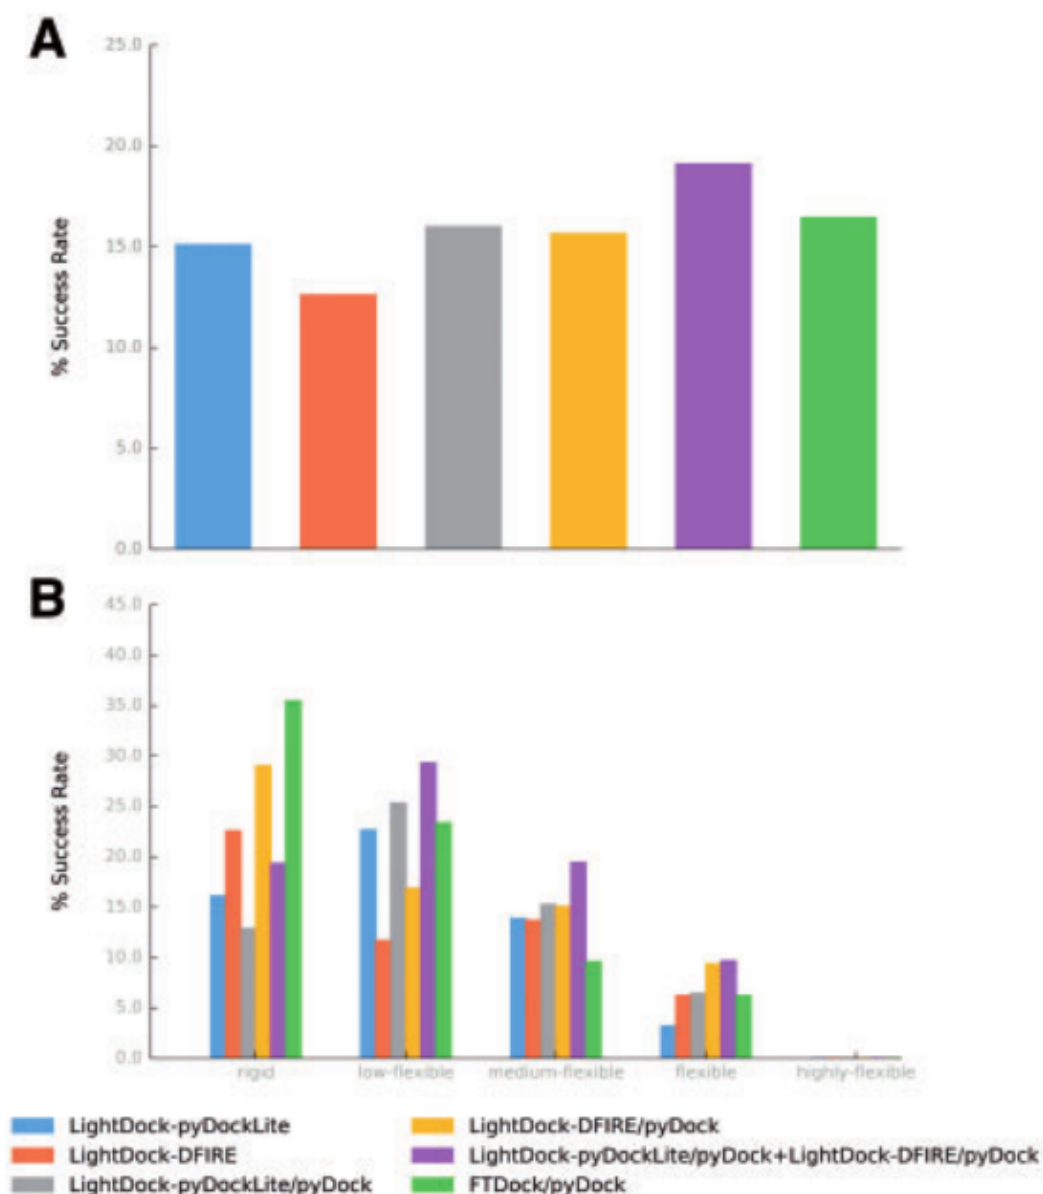 A
25.0
20.0
15.0
10.0
5.0
0.0
% Success Rate
B
45.0
40.0
35.0
30.0
25.0
20.0
15.0
10.0
5.0
0.0
% Success Rate
rigid low-flexible medium-flexible flexible highly-flexible
LightDock-pyDockLite LightDock-DFIRE/pyDock
LightDock-DFIRE LightDock-pyDockLite/pyDock+LightDock-DFIRE/pyDock
LightDock-pyDockLite/pyDock FTDock/pyDock